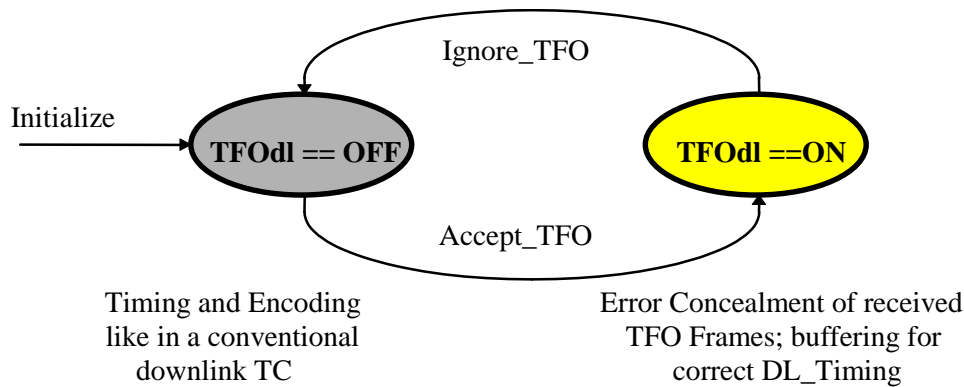 Ignore_TFO
Initialize
TFOdl == OFF
TFOdl ==ON
Accept_TFO
Timing and Encoding
like in a conventional
downlink TC
Error Concealment of received
TFO Frames; buffering for
correct DL_Timing